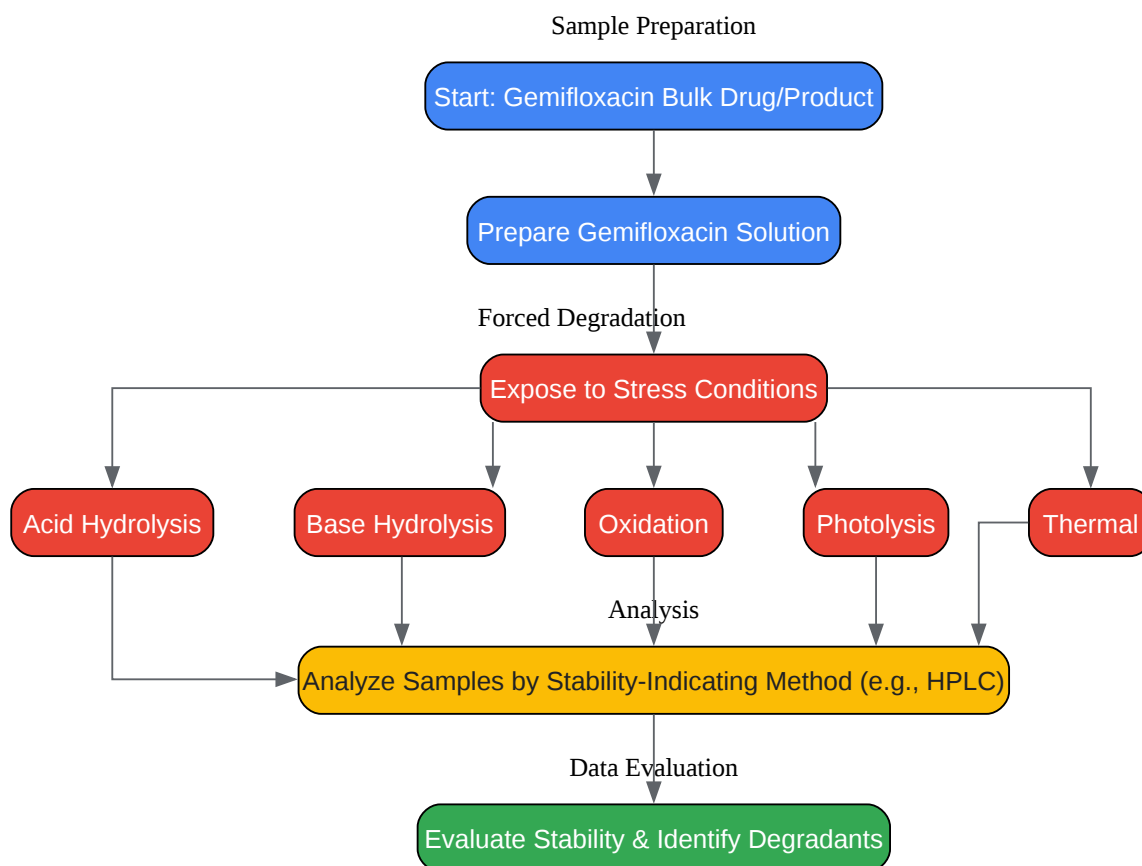 Sample Preparation
Start: Gemifloxacin Bulk Drug/Product
Prepare Gemifloxacin Solution
Forced Degradation
Expose to Stress Conditions
Acid Hydrolysis
Base Hydrolysis
Oxidation
Photolysis
Thermal
Analysis
Analyze Samples by Stability-Indicating Method (e.g., HPLC)
Data Evaluation
Evaluate Stability & Identify Degradants